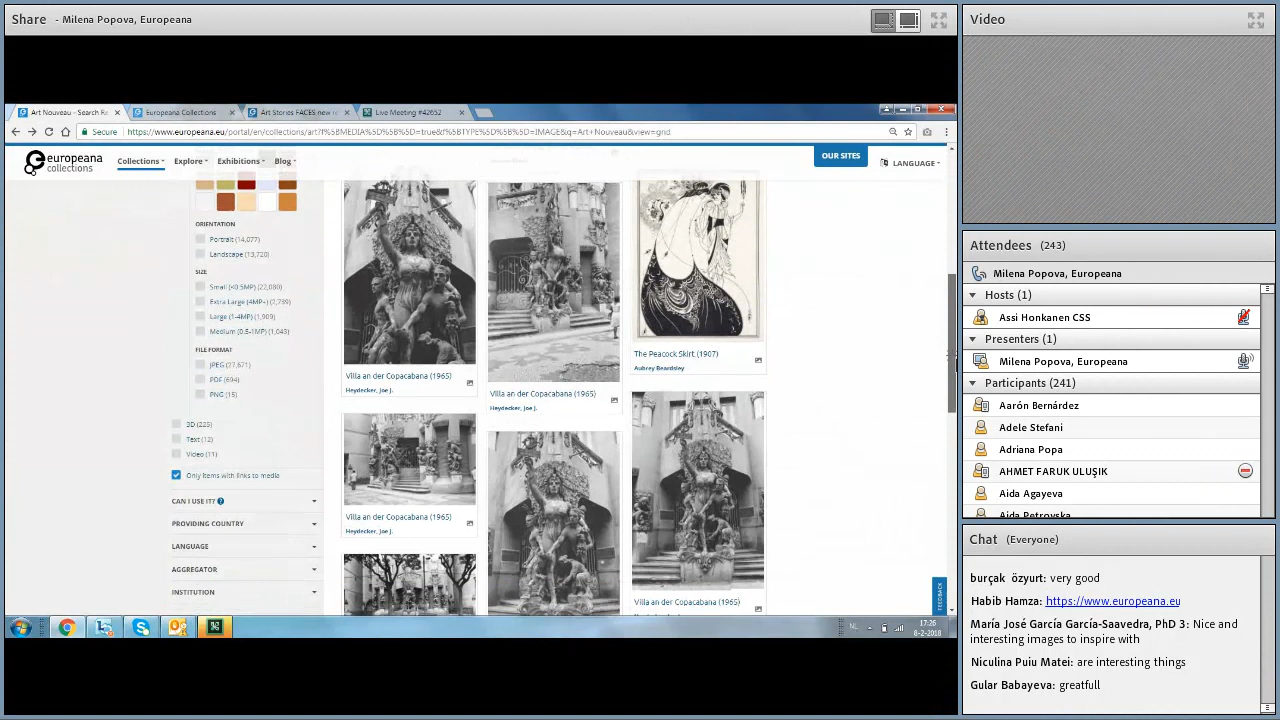 Share - Milena Popova, Europeana
Art Nouveau - Search Re
Europeana Collections
Art Stories FACES new re
Live Meeting #42652
Secure
https://www.europeana.eu/portal/en/collections/art?f%5BMEDIA%5D%5B%5D=true&f%5BTYPE%5D%5B%5D=IMAGE&q=Art+Nouveau&view=grid
europeana
collections
Collections
Explore
Exhibitions
Blog
OUR SITES
LANGUAGE
ORIENTATION
Portrait (14,077)
Landscape (13,720)
SIZE
Small (<0.5MP) (22,080)
Extra Large (4MP+) (2,739)
Large (1-4MP) (1,909)
Medium (0.5-1MP) (1,043)
FILE FORMAT
JPEG (27,671)
PDF (694)
PNG (15)
3D (225)
Text (12)
Video (11)
Only items with links to media
CAN I USE IT? ?
PROVIDING COUNTRY
LANGUAGE
AGGREGATOR
INSTITUTION
Villa an der Copacabana (1965)
Heydecker, Joe J.
Villa an der Copacabana (1965)
Heydecker, Joe J.
Villa an der Copacabana (1965)
Heydecker, Joe J.
The Peacock Skirt (1907)
Aubrey Beardsley
Villa an der Copacabana (1965)
FEEDBACK
NL
17:26
8-2-2018
Video
Attendees (243)
Milena Popova, Europeana
Hosts (1)
Assi Honkanen CSS
Presenters (1)
Milena Popova, Europeana
Participants (241)
Aarón Bernárdez
Adele Stefani
Adriana Popa
AHMET FARUK ULUŞIK
Aida Agayeva
Aida Petrovska
Chat (Everyone)
burçak özyurt: very good
Habib Hamza: https://www.europeana.eu
María José García García-Saavedra, PhD 3: Nice and
interesting images to inspire with
Niculina Puiu Matei: are interesting things
Gular Babayeva: greatfull